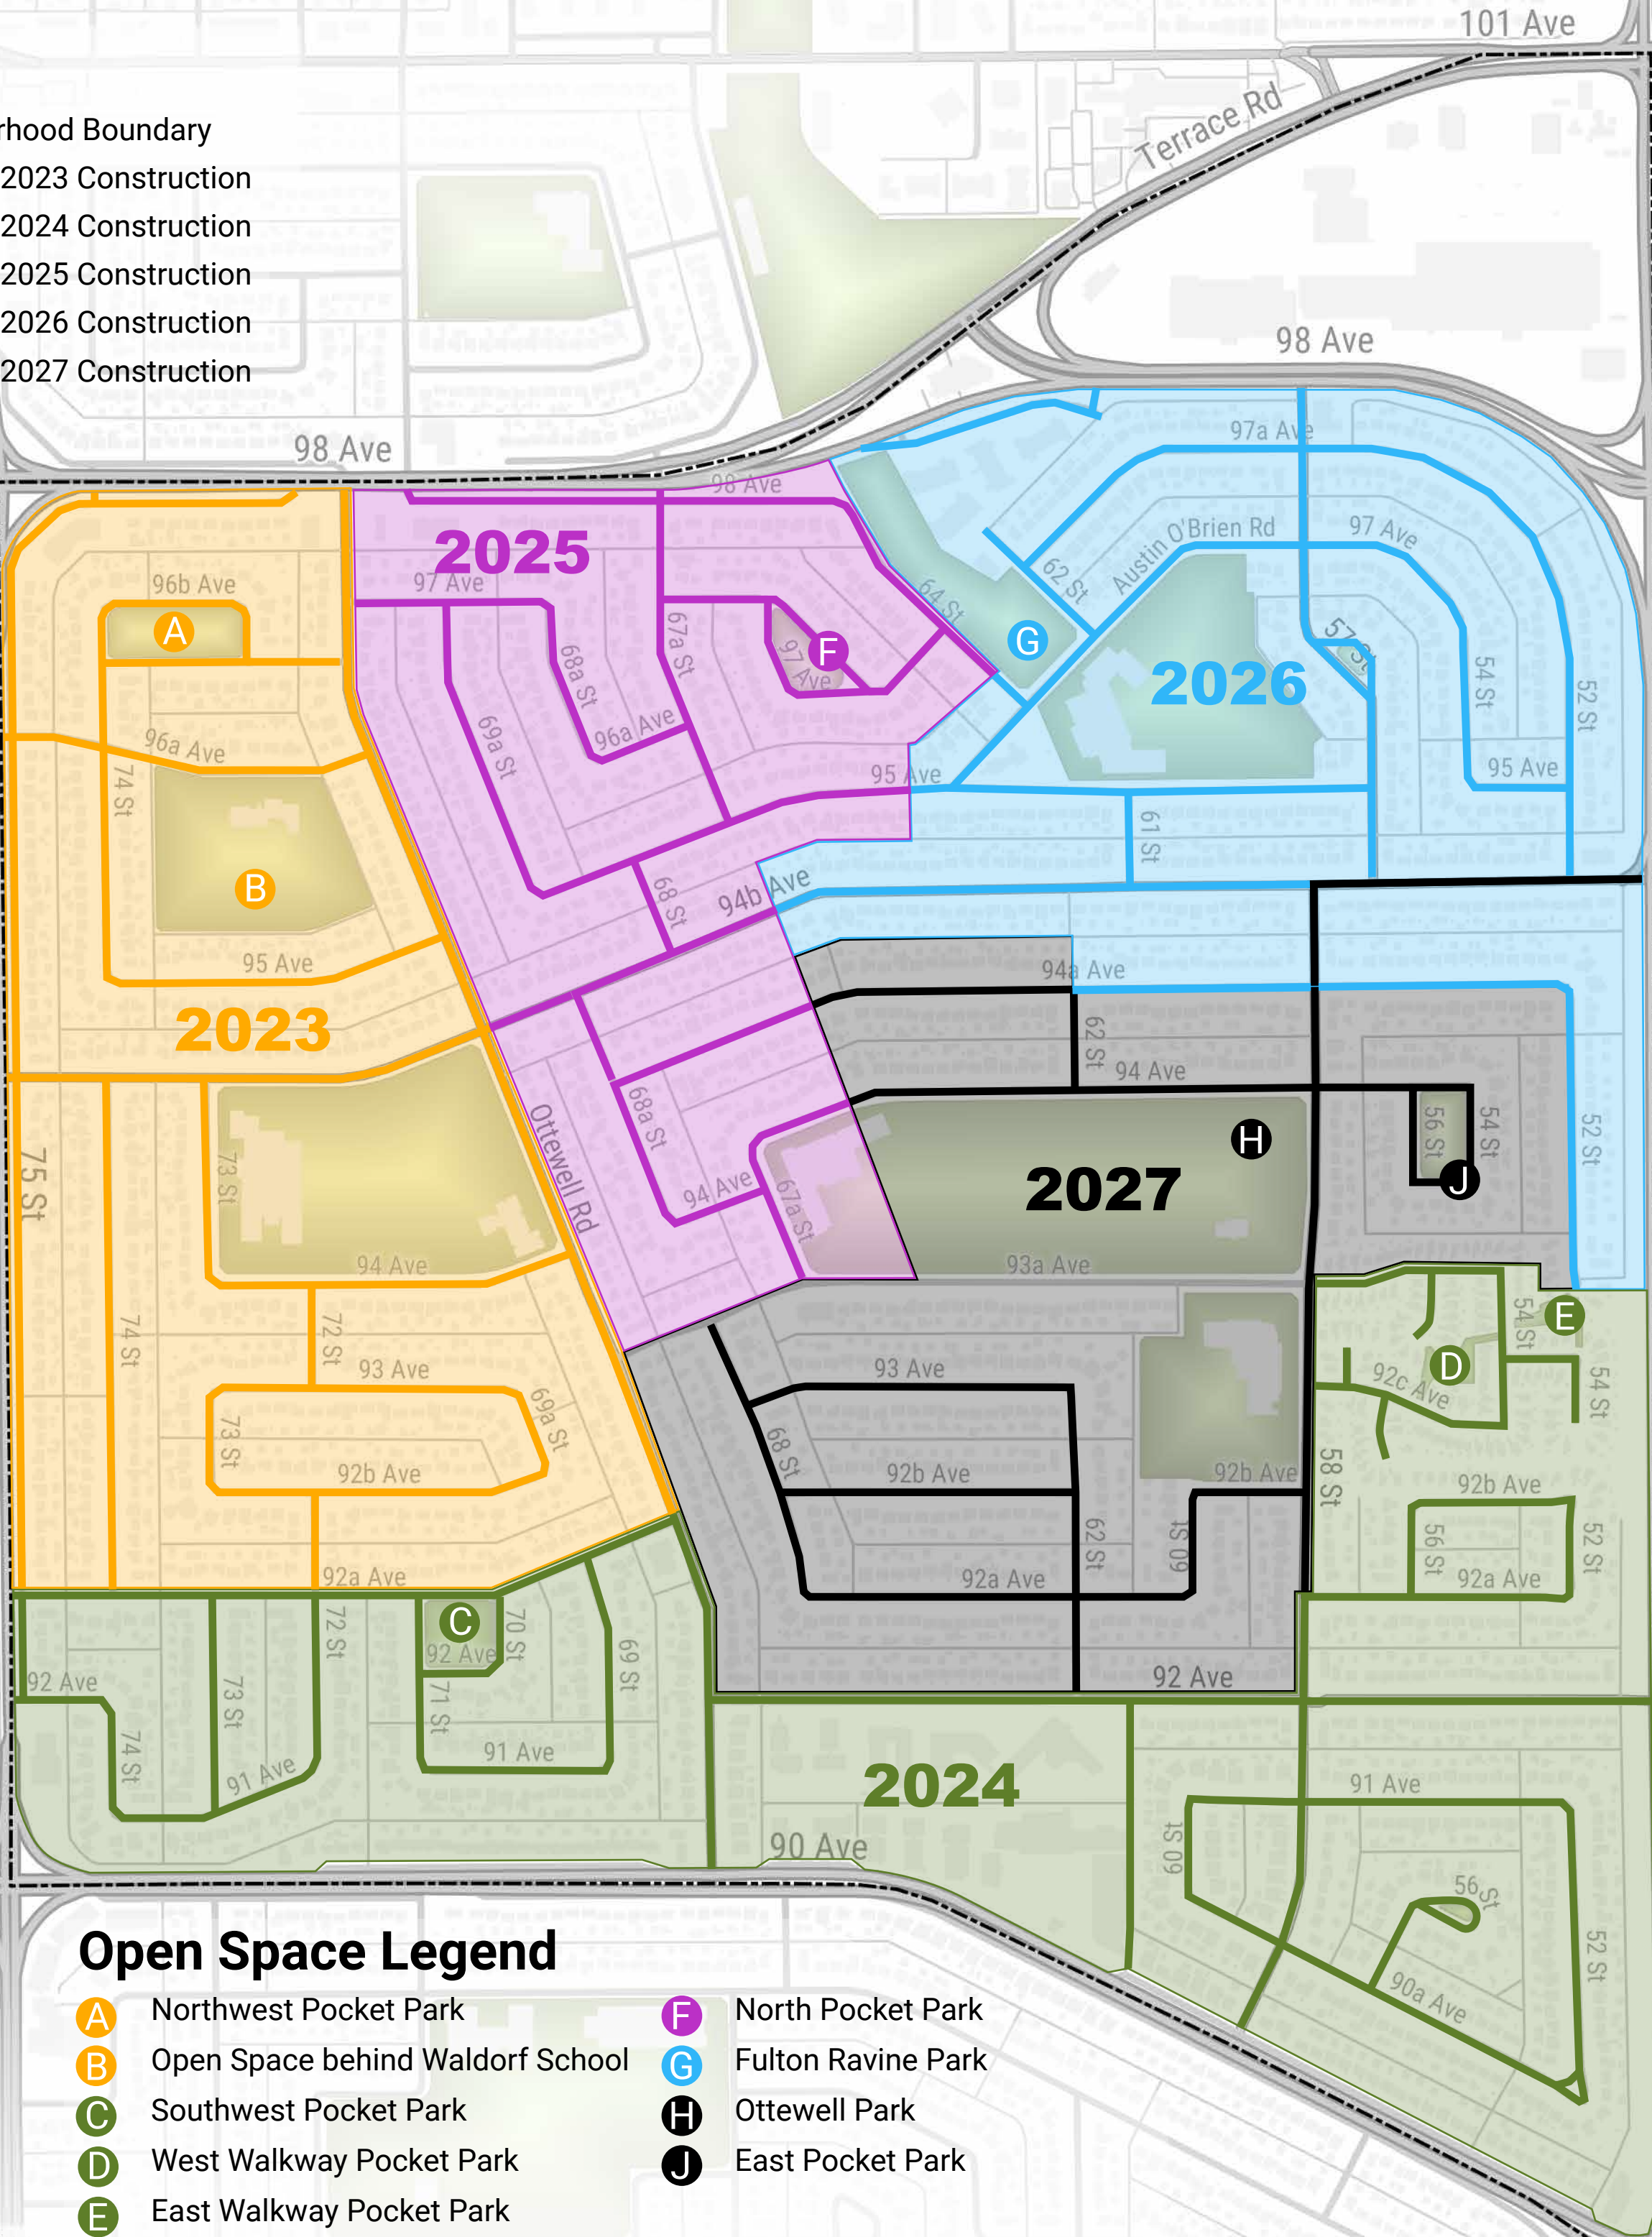 101 Ave
Terrace Rd
rhood Boundary
2023 Construction
2024 Construction
2025 Construction
2026 Construction
2027 Construction
98 Ave
98 Ave
98 Ave
97a Ave
2025
97 Ave
Austin O'Brien Rd
97 Ave
96b Ave
A
62 St
64 St
67a St
68a St
F
97 Ave
G
57 St
2026
54 St
52 St
96a Ave
96a Ave
69a St
74 St
95 Ave
95 Ave
61 St
B
68 St
94b Ave
95 Ave
94a Ave
2023
62 St
94 Ave
68a St
Ottewell Rd
H
56 St
54 St
52 St
75 St
73 St
94 Ave
67a St
2027
J
94 Ave
93a Ave
74 St
72 St
93 Ave
93 Ave
54 St
E
D
92c Ave
54 St
73 St
69a St
92b Ave
68 St
92b Ave
92b Ave
58 St
92b Ave
62 St
60 St
56 St
52 St
92a Ave
92a Ave
92a Ave
72 St
C
70 St
92 Ave
69 St
92 Ave
92 Ave
73 St
71 St
74 St
91 Ave
91 Ave
2024
91 Ave
90 Ave
60 St
56 St
52 St
90a Ave
Open Space Legend
A Northwest Pocket Park
B Open Space behind Waldorf School
C Southwest Pocket Park
D West Walkway Pocket Park
E East Walkway Pocket Park
F North Pocket Park
G Fulton Ravine Park
H Ottewell Park
J East Pocket Park